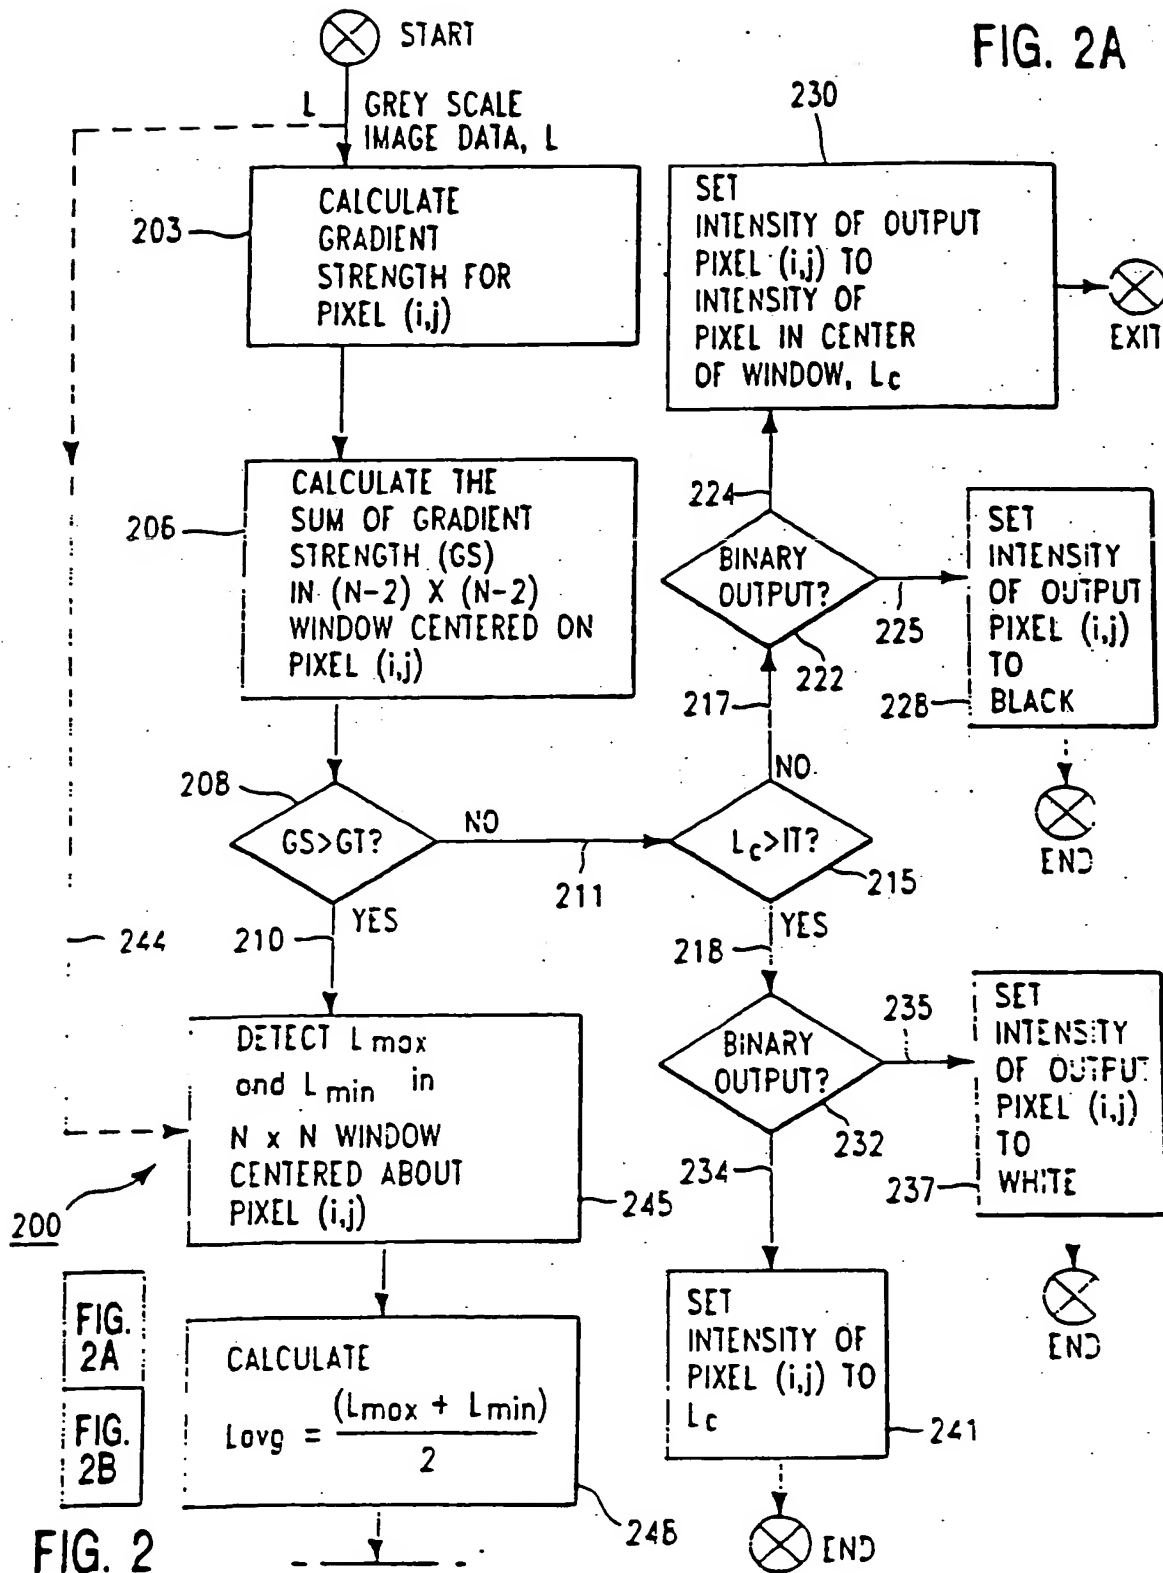 FIG. 2A
START
L
GREY SCALE
IMAGE DATA, L
203
CALCULATE
GRADIENT
STRENGTH FOR
PIXEL (i,j)
230
SET
INTENSITY OF OUTPUT
PIXEL (i,j) TO
INTENSITY OF
PIXEL IN CENTER
OF WINDOW, Lc
EXIT
206
CALCULATE THE
SUM OF GRADIENT
STRENGTH (GS)
IN (N-2) X (N-2)
WINDOW CENTERED ON
PIXEL (i,j)
224
BINARY
OUTPUT?
225
222
217
SET
INTENSITY
OF OUTPUT
PIXEL (i,j)
TO
BLACK
228
END
208
GS>GT?
NO
211
NO
Lc>IT?
215
YES
210
YES
218
244
DETECT Lmax
and Lmin in
N x N WINDOW
CENTERED ABOUT
PIXEL (i,j)
245
200
BINARY
OUTPUT?
235
232
234
SET
INTENSITY
OF OUTPUT
PIXEL (i,j)
TO
WHITE
237
END
SET
INTENSITY OF
PIXEL (i,j) TO
Lc
241
END
CALCULATE
Lavg = (Lmax + Lmin)
2
248
FIG.
2A
FIG.
2B
FIG. 2